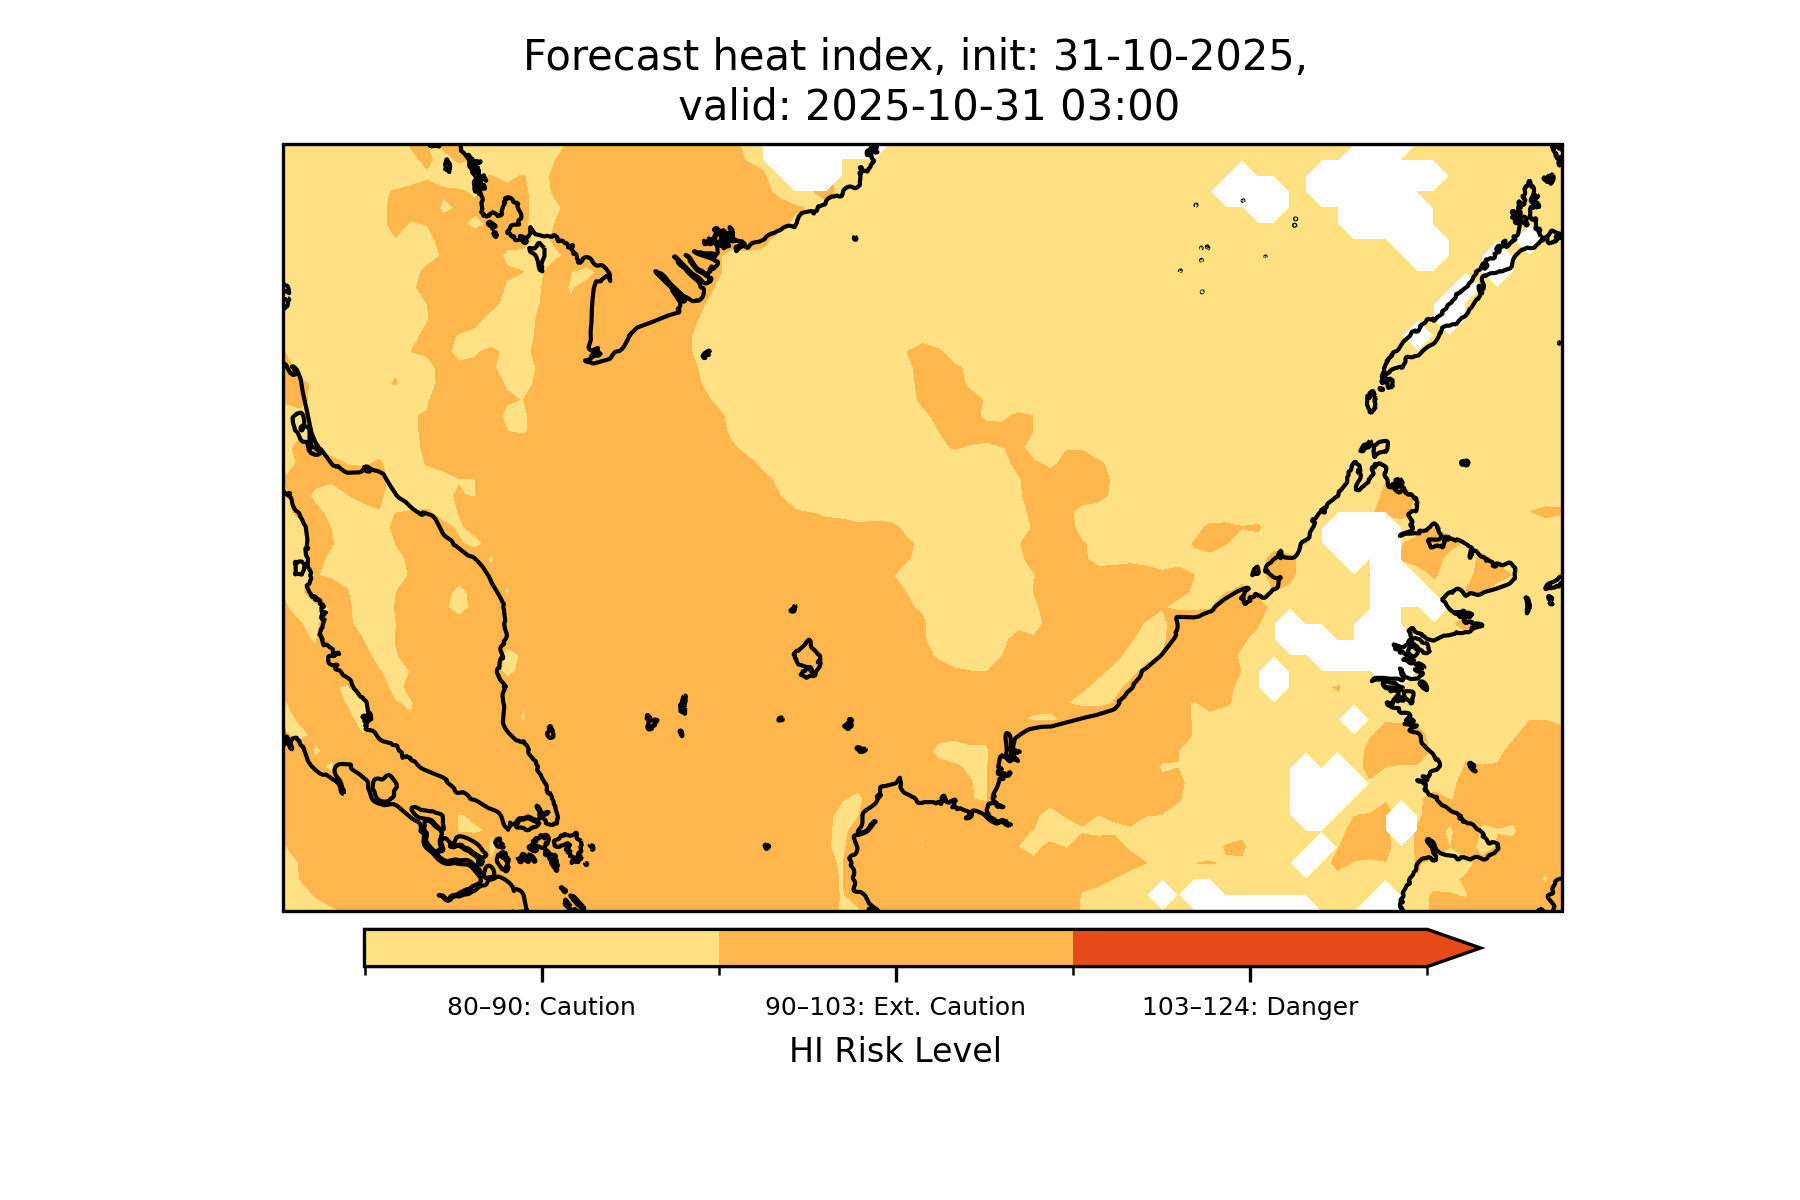 Forecast heat index, init: 31-10-2025,
valid: 2025-10-31 03:00
80–90: Caution
90–103: Ext. Caution
103–124: Danger
HI Risk Level